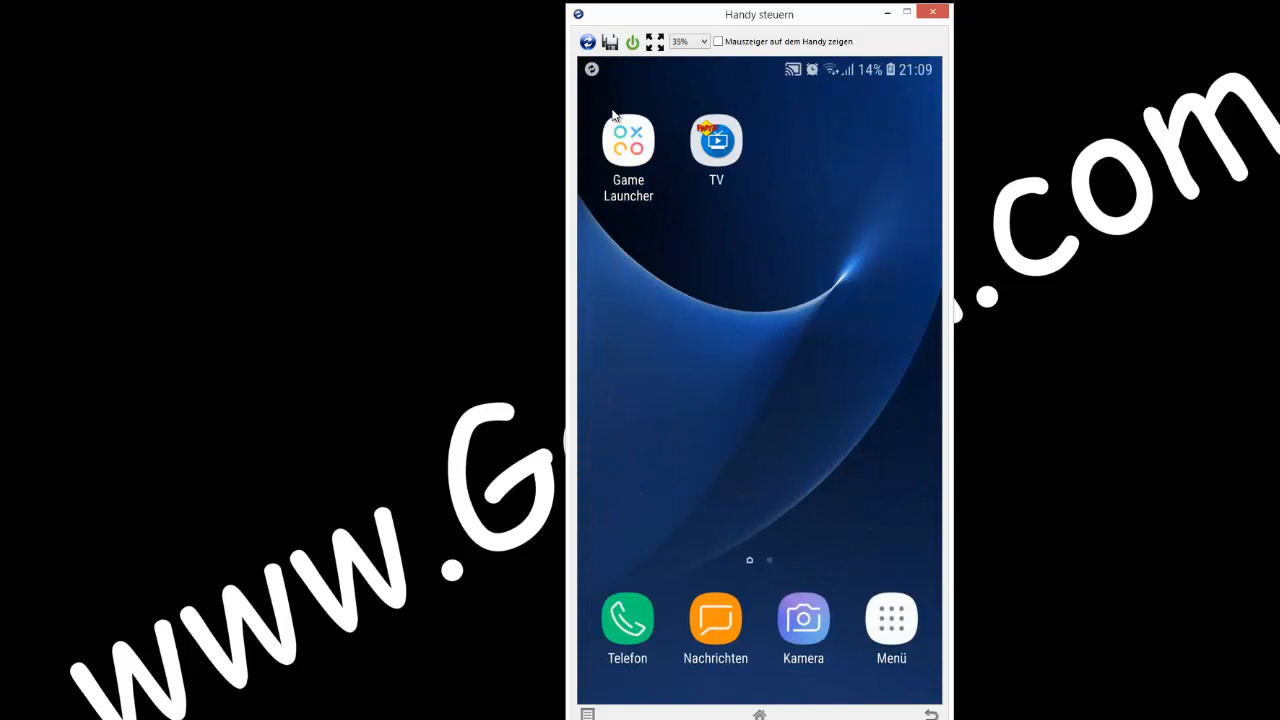 Handy steuern
35%
Mauszeiger auf dem Handy zeigen
14% 21:09
Game
Launcher
TV
Telefon
Nachrichten
Kamera
Menü
www.G
.com